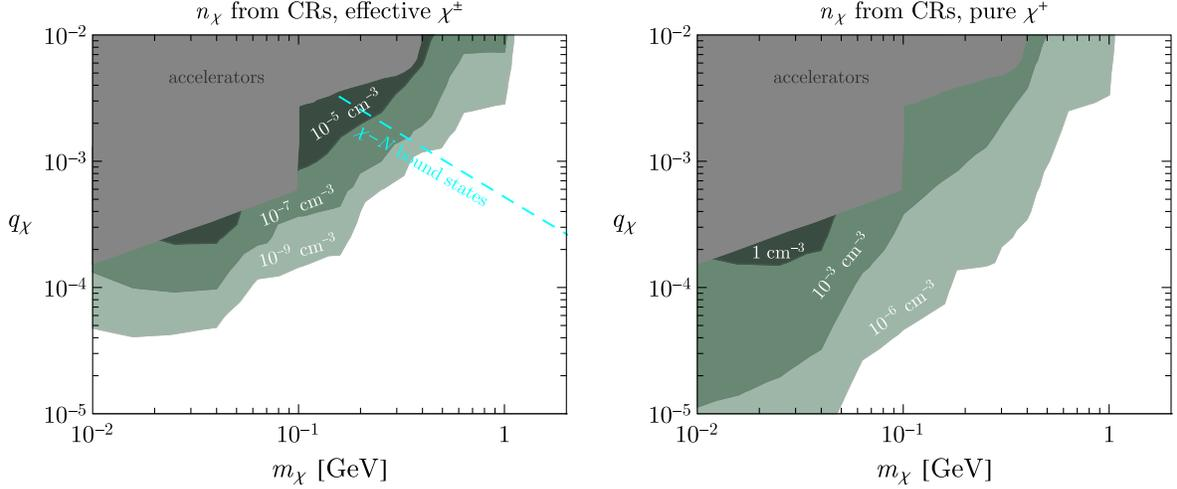 n_χ from CRs, effective χ^±
10^−2
10^−3
10^−4
10^−5
q_χ
accelerators
10^−5 cm^−3
χ−N bound states
10^−7 cm^−3
10^−9 cm^−3
10^−2
10^−1
1
m_χ [GeV]
n_χ from CRs, pure χ^+
10^−2
10^−3
10^−4
10^−5
q_χ
accelerators
1 cm^−3
10^−3 cm^−3
10^−6 cm^−3
10^−2
10^−1
1
m_χ [GeV]